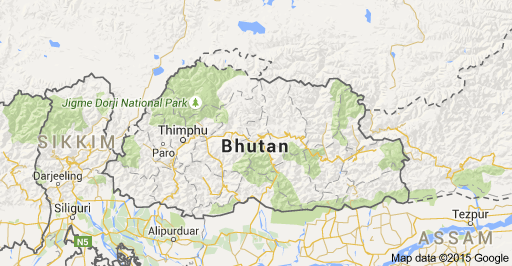 Jigme Dorji National Park
Thimphu
SIKKIM
Paro
Bhutan
Darjeeling
Siliguri
N5
Alipurduar
Tezpur
ASSAM
Map data ©2015 Google